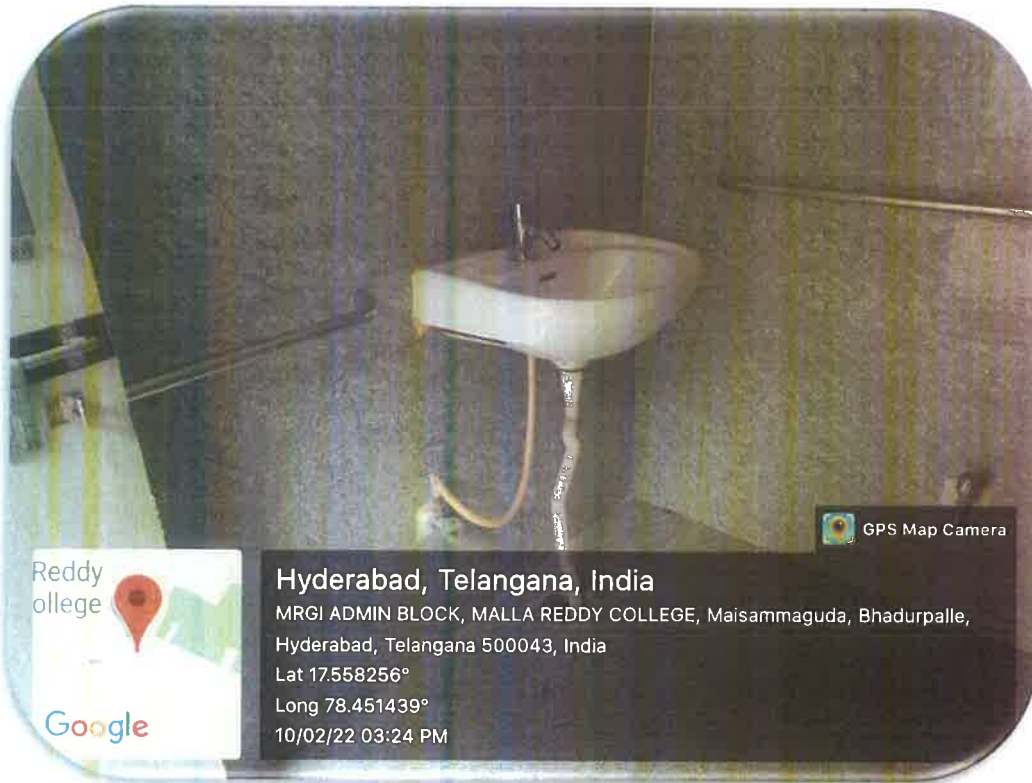 GPS Map Camera
Reddy
ollege
Google
Hyderabad, Telangana, India
MRGI ADMIN BLOCK, MALLA REDDY COLLEGE, Maisammaguda, Bhadurpalle,
Hyderabad, Telangana 500043, India
Lat 17.558256°
Long 78.451439°
10/02/22 03:24 PM